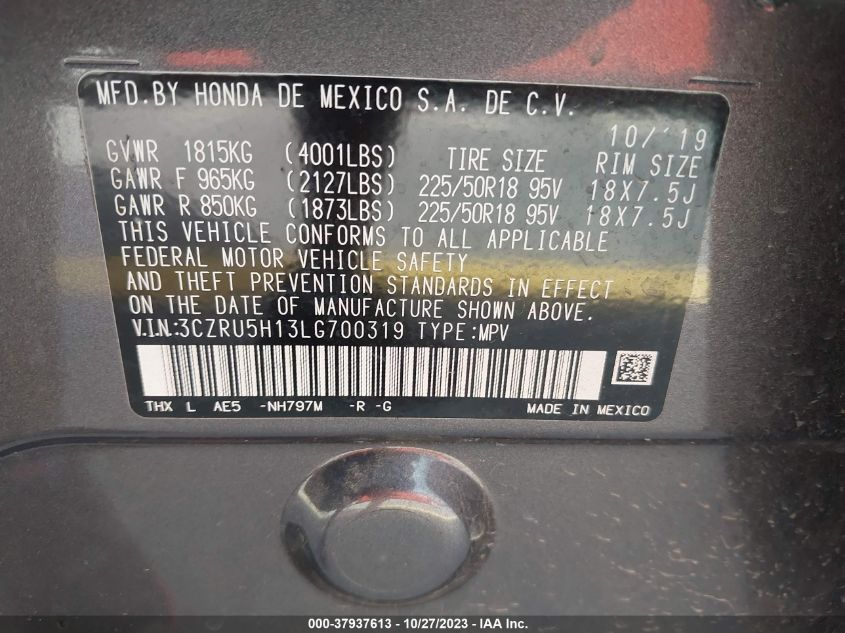 MFD.BY HONDA DE MEXICO S.A. DE C.V.
10/'19
GVWR 1815KG (4001LBS) TIRE SIZE RIM SIZE
GAWR F 965KG (2127LBS) 225/50R18 95V 18X7.5J
GAWR R 850KG (1873LBS) 225/50R18 95V 18X7.5J
THIS VEHICLE CONFORMS TO ALL APPLICABLE
FEDERAL MOTOR VEHICLE SAFETY
AND THEFT PREVENTION STANDARDS IN EFFECT
ON THE DATE OF MANUFACTURE SHOWN ABOVE.
V.I.N.:3CZRU5H13LG700319 TYPE:MPV
THX L AE5 -NH797M -R -G MADE IN MEXICO
000-37937613 - 10/27/2023 - © IAA Inc.